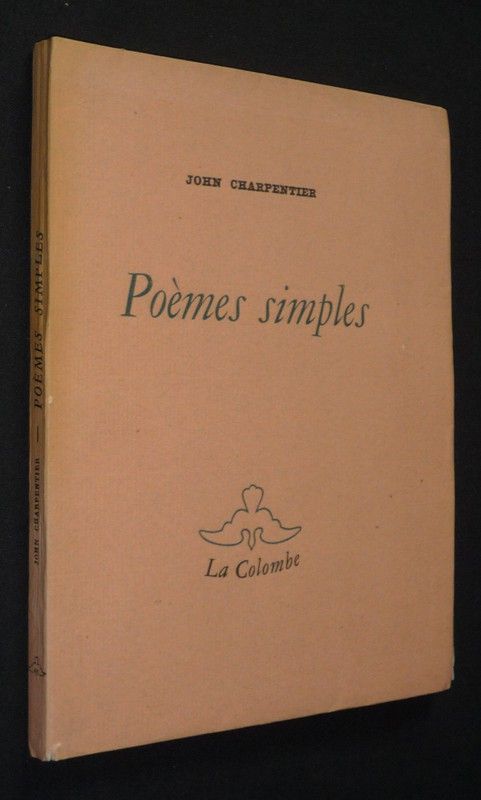 JOHN CHARPENTIER
Poèmes simples
La Colombe
JOHN CHARPENTIER — POÈMES SIMPLES